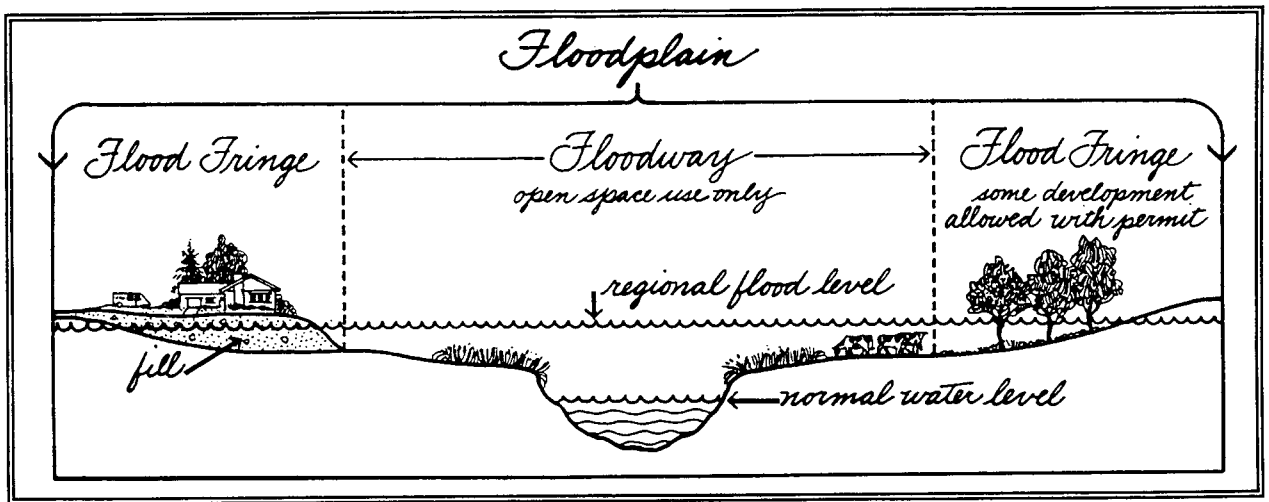 Floodplain
Flood Fringe
Floodway
open space use only
Flood Fringe
some development
allowed with permit
regional flood level
fill
normal water level